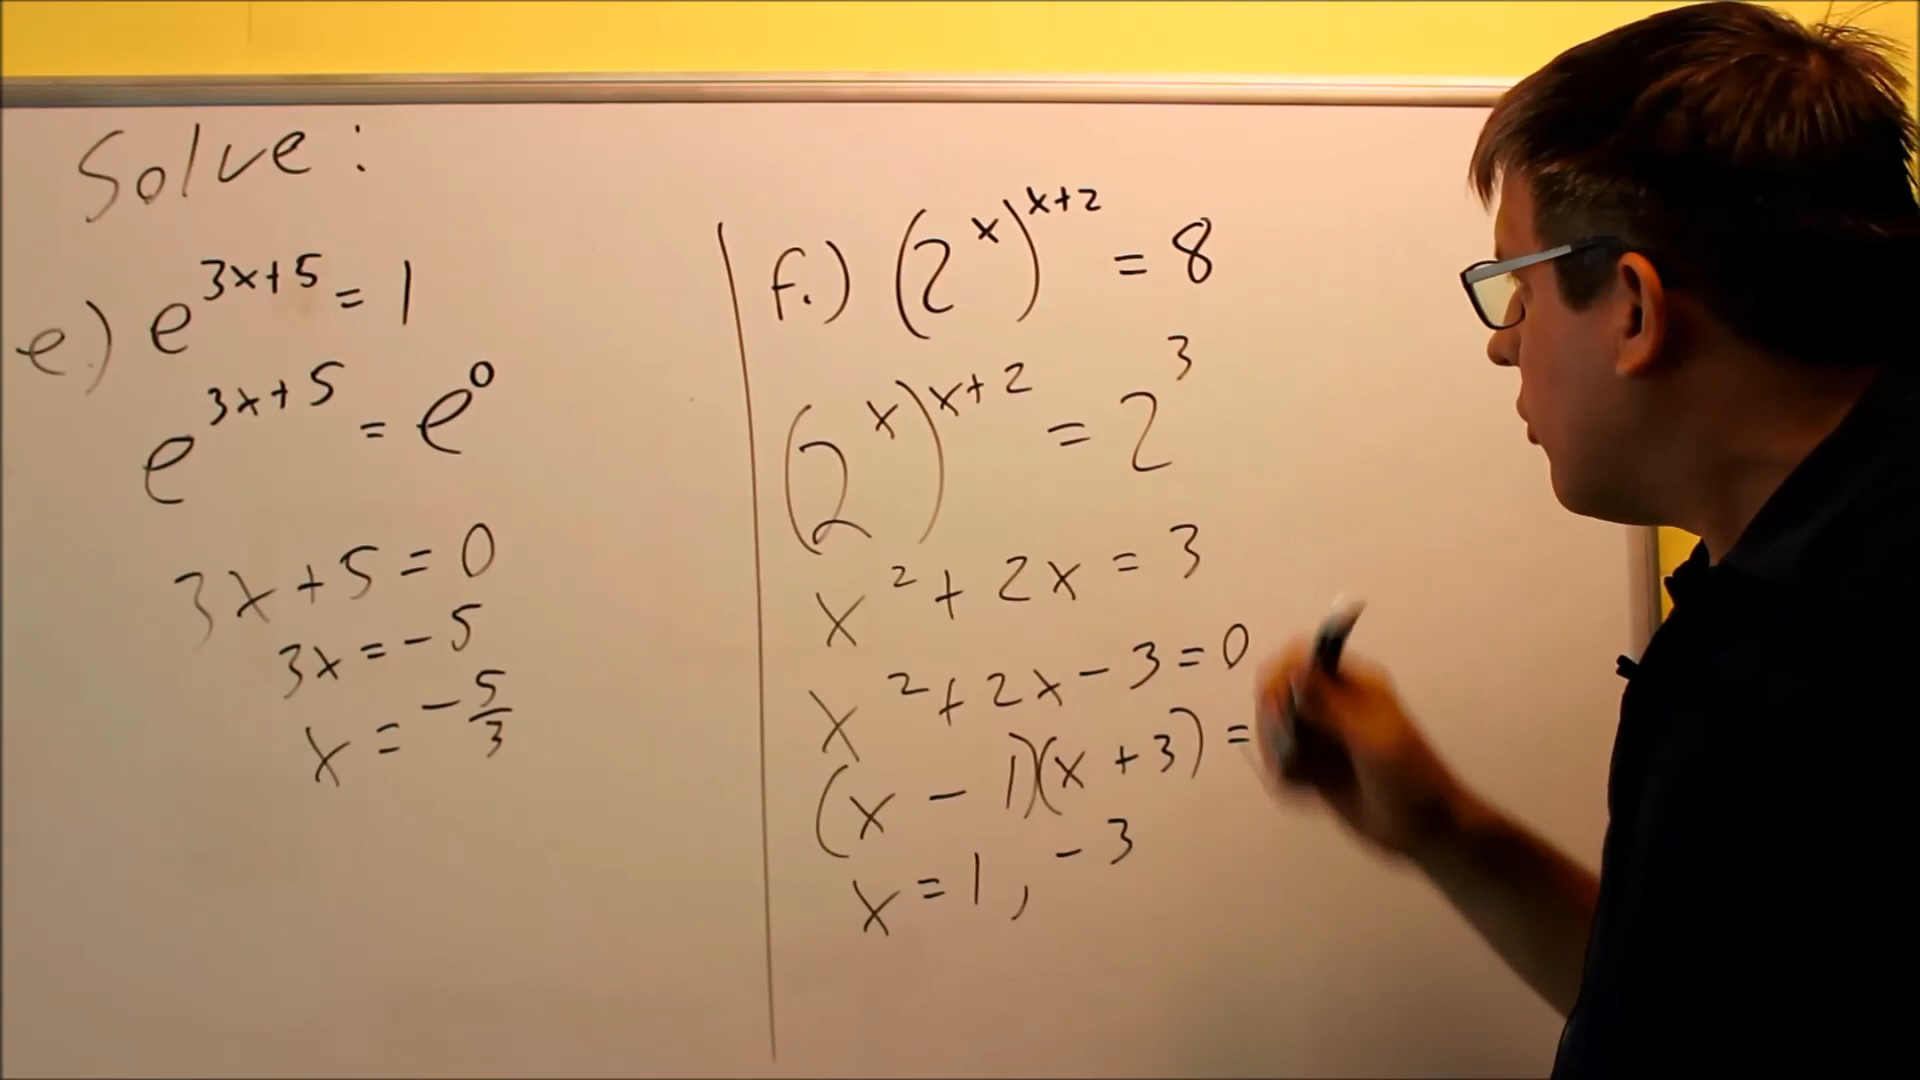 Solve:
e.) e^{3x+5} = 1
e^{3x+5} = e^0
3x+5 = 0
3x = -5
x = -5/3
f.) (2^x)^{x+2} = 8
(2^x)^{x+2} = 2^3
x^2 + 2x = 3
x^2 + 2x - 3 = 0
(x - 1)(x + 3) =
x = 1, -3